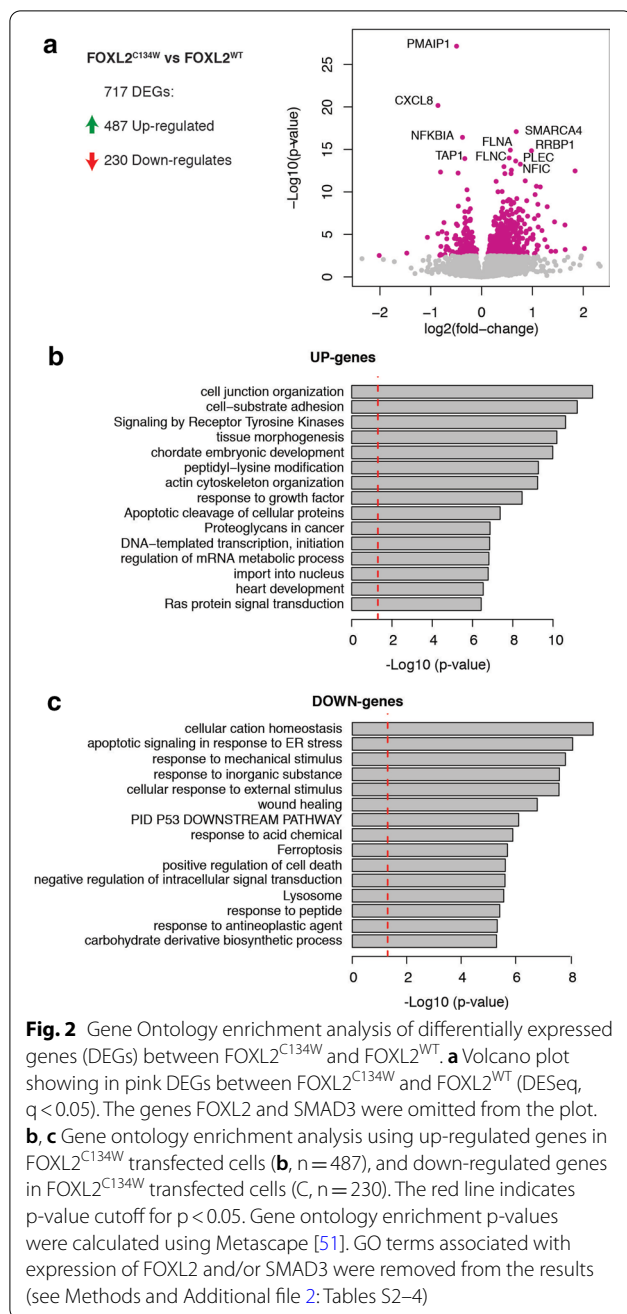 a
FOXL2C134W vs FOXL2WT
717 DEGs:
487 Up-regulated
230 Down-regulates
−Log10(p−value)
25
20
15
10
5
0
PMAIP1
CXCL8
NFKBIA
TAP1
FLNA
FLNC
SMARCA4
RRBP1
PLEC
NFIC
−2 −1 0 1 2
log2(fold−change)
b
UP-genes
cell junction organization
cell−substrate adhesion
Signaling by Receptor Tyrosine Kinases
tissue morphogenesis
chordate embryonic development
peptidyl−lysine modification
actin cytoskeleton organization
response to growth factor
Apoptotic cleavage of cellular proteins
Proteoglycans in cancer
DNA−templated transcription, initiation
regulation of mRNA metabolic process
import into nucleus
heart development
Ras protein signal transduction
0 2 4 6 8 10
-Log10 (p-value)
c
DOWN-genes
cellular cation homeostasis
apoptotic signaling in response to ER stress
response to mechanical stimulus
response to inorganic substance
cellular response to external stimulus
wound healing
PID P53 DOWNSTREAM PATHWAY
response to acid chemical
Ferroptosis
positive regulation of cell death
negative regulation of intracellular signal transduction
Lysosome
response to peptide
response to antineoplastic agent
carbohydrate derivative biosynthetic process
0 2 4 6 8
-Log10 (p-value)
Fig. 2 Gene Ontology enrichment analysis of differentially expressed
genes (DEGs) between FOXL2C134W and FOXL2WT. a Volcano plot
showing in pink DEGs between FOXL2C134W and FOXL2WT (DESeq,
q < 0.05). The genes FOXL2 and SMAD3 were omitted from the plot.
b, c Gene ontology enrichment analysis using up-regulated genes in
FOXL2C134W transfected cells (b, n = 487), and down-regulated genes
in FOXL2C134W transfected cells (C, n = 230). The red line indicates
p-value cutoff for p < 0.05. Gene ontology enrichment p-values
were calculated using Metascape [51]. GO terms associated with
expression of FOXL2 and/or SMAD3 were removed from the results
(see Methods and Additional file 2: Tables S2–4)